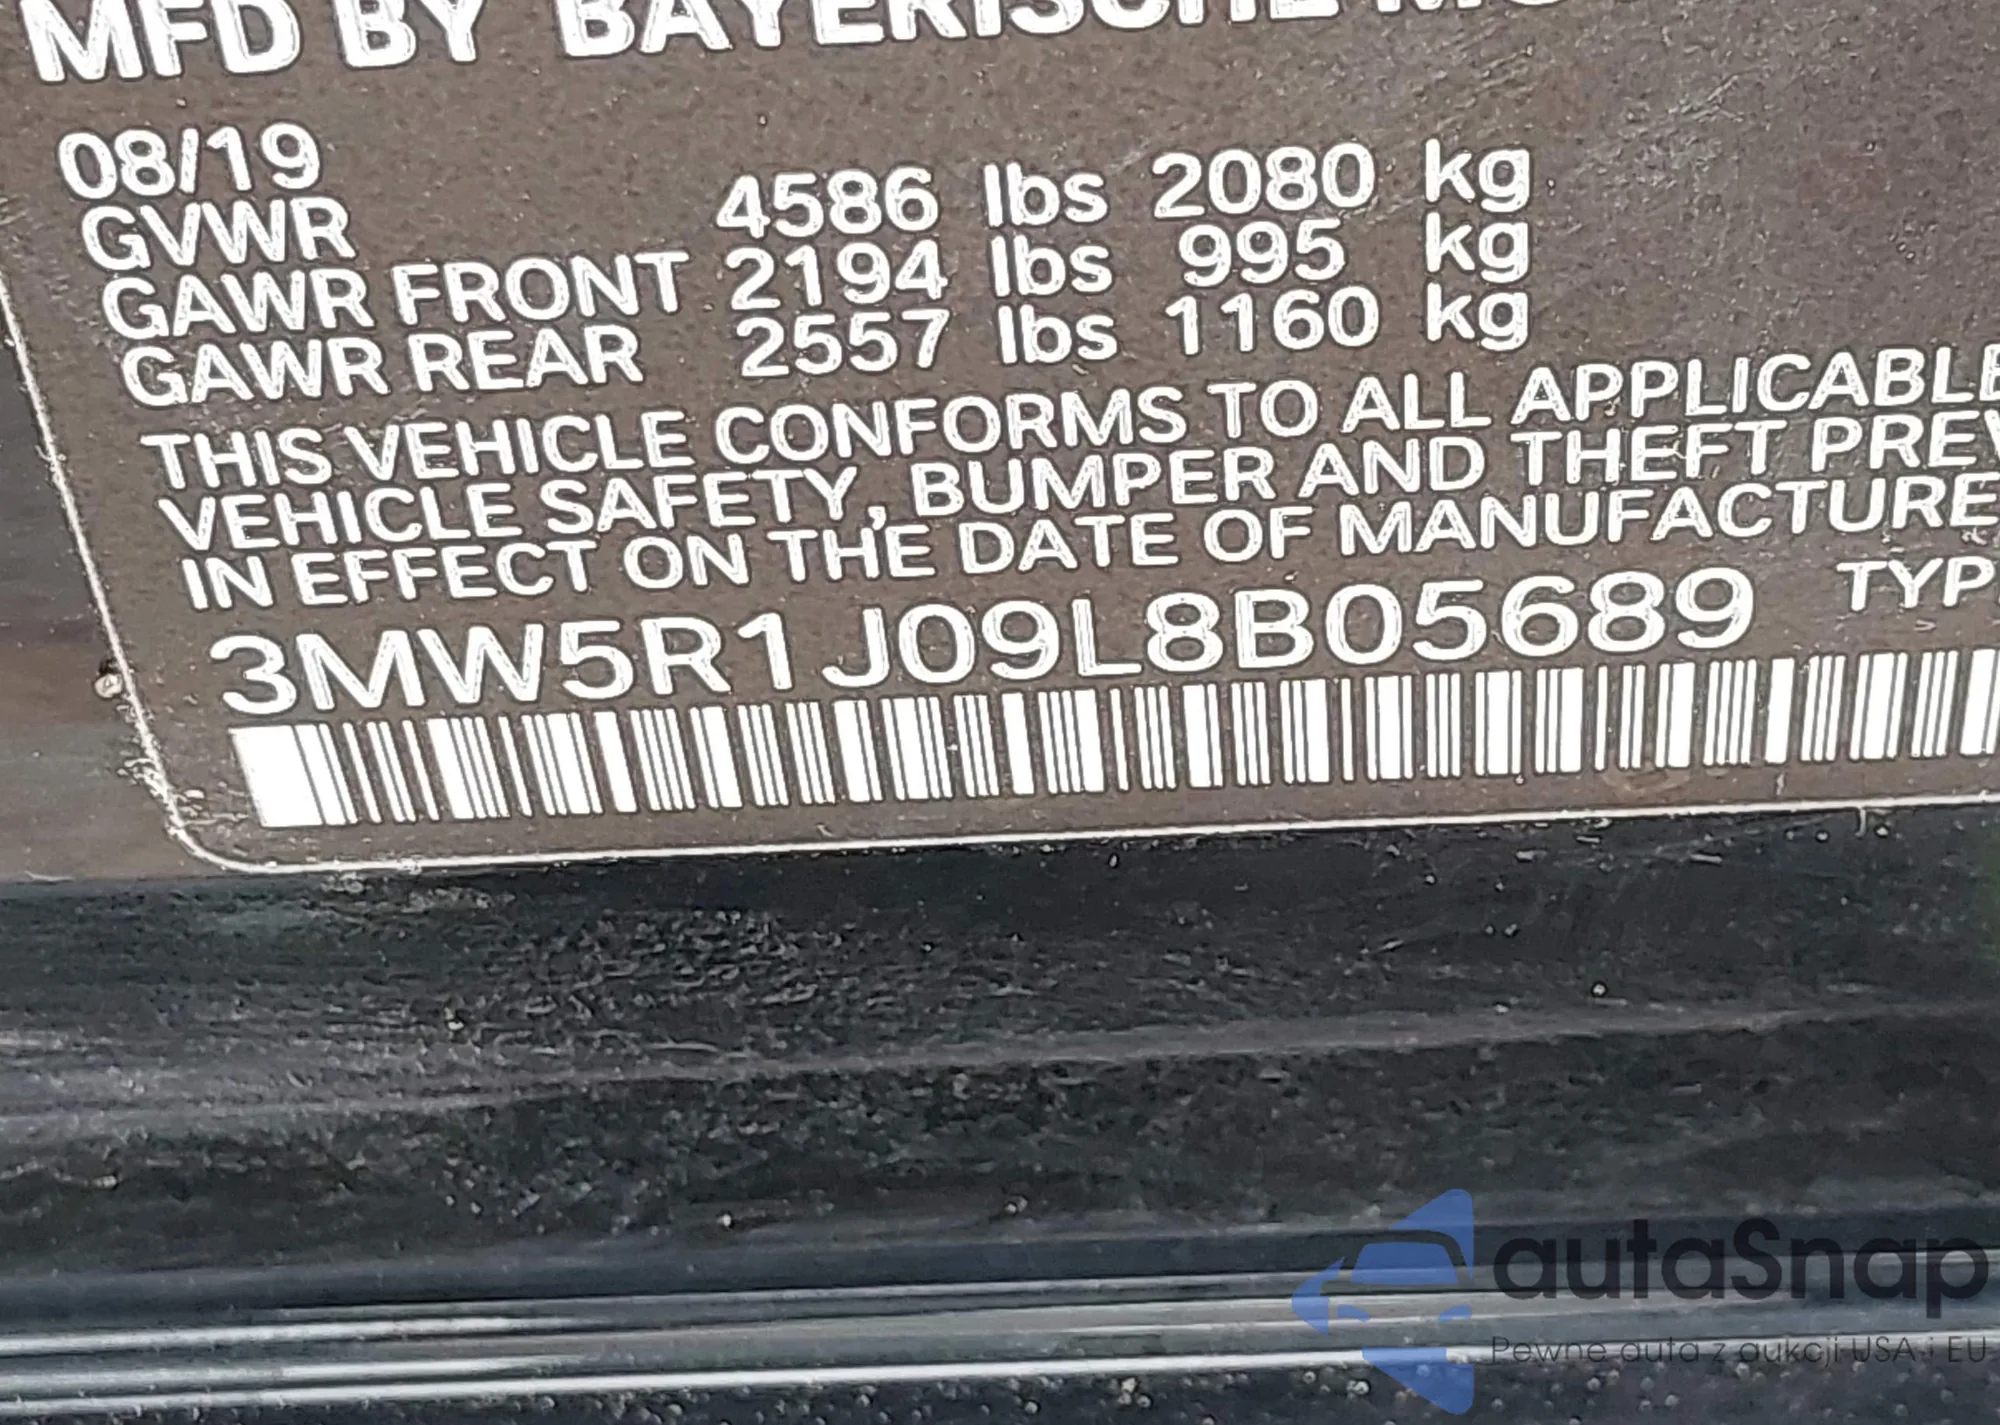 MFD BY BAYERISCHE
08/19
GVWR 4586 lbs 2080 kg
GAWR FRONT 2194 lbs 995 kg
GAWR REAR 2557 lbs 1160 kg
THIS VEHICLE CONFORMS TO ALL APPLICABLE
VEHICLE SAFETY, BUMPER AND THEFT PREV
IN EFFECT ON THE DATE OF MANUFACTURE
3MW5R1J09L8B05689 TYP
autaSnap
Pewne auta z aukcji USA i EU